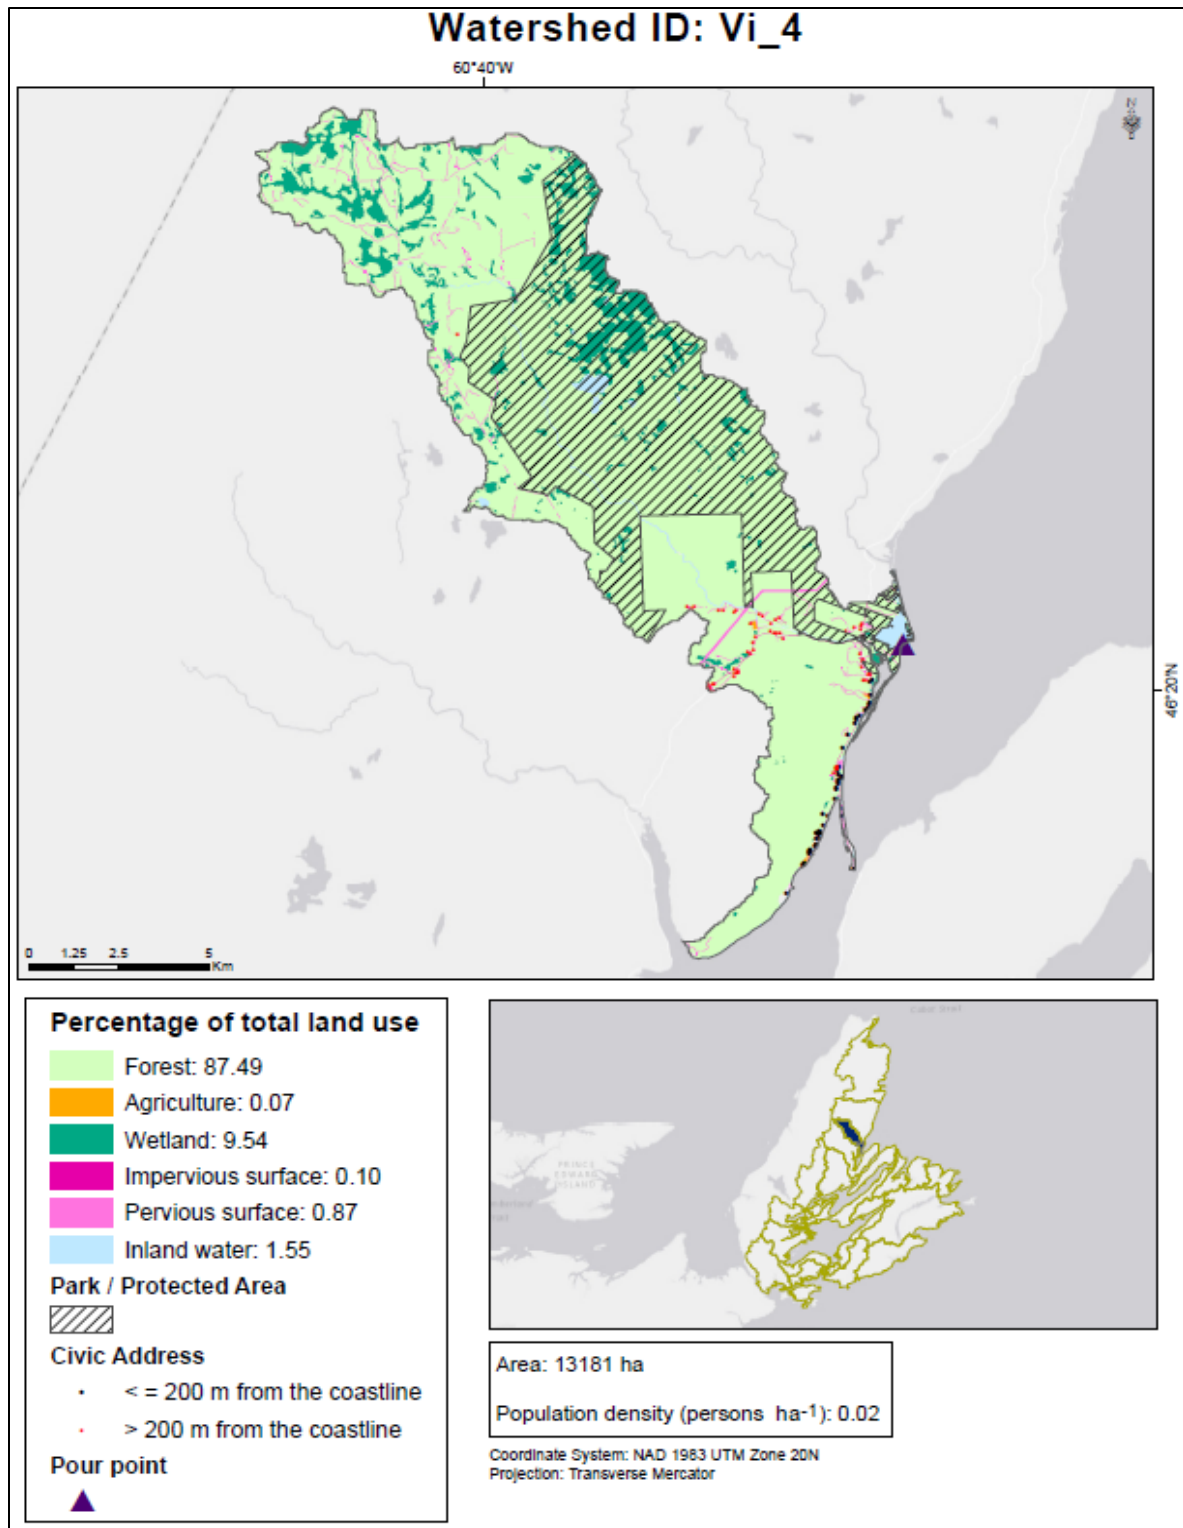 Watershed ID: Vi_4
60°40'W
N
46°20'N
0 1.25 2.5 5
Km
Percentage of total land use
Forest: 87.49
Agriculture: 0.07
Wetland: 9.54
Impervious surface: 0.10
Pervious surface: 0.87
Inland water: 1.55
Park / Protected Area
Civic Address
< = 200 m from the coastline
> 200 m from the coastline
Pour point
PRINCE
EDWARD
ISLAND
Area: 13181 ha
Population density (persons ha-1): 0.02
Coordinate System: NAD 1983 UTM Zone 20N
Projection: Transverse Mercator